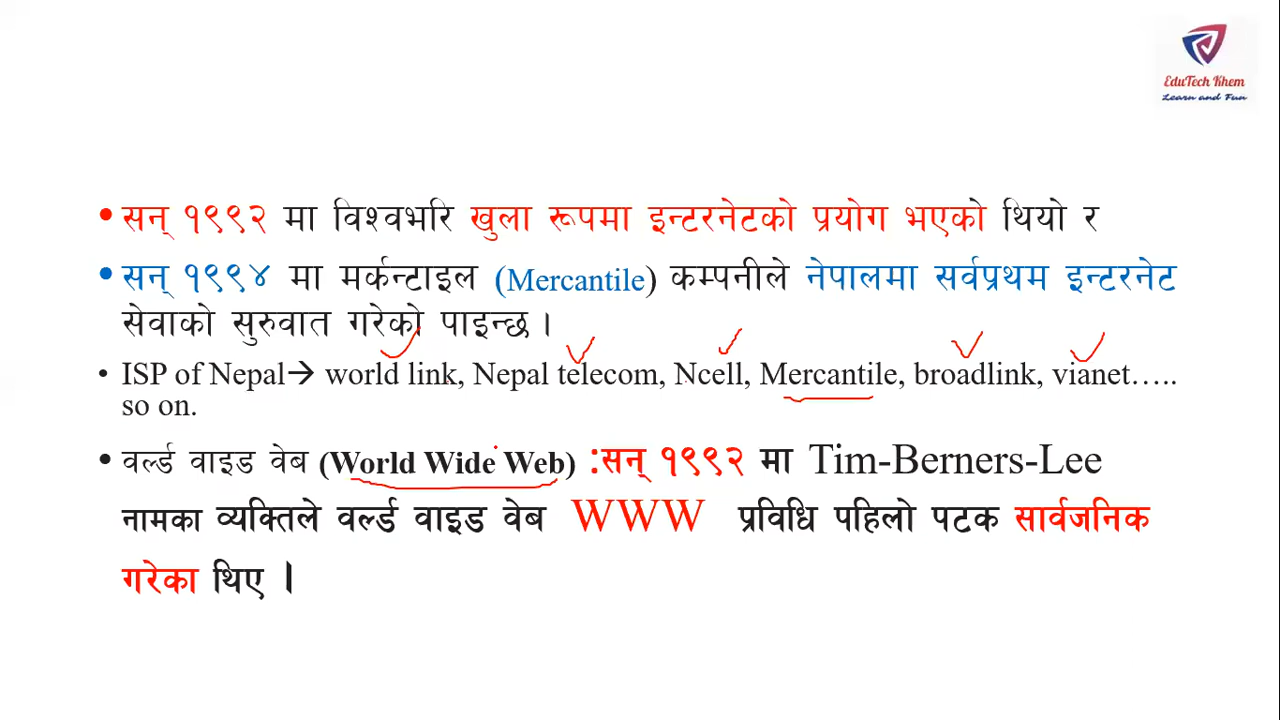 EduTech Khem
Learn and Fun
• सन् १९९२ मा विश्वभरि खुला रूपमा इन्टरनेटको प्रयोग भएको थियो र
• सन् १९९४ मा मर्कन्टाइल (Mercantile) कम्पनीले नेपालमा सर्वप्रथम इन्टरनेट
सेवाको सुरुवात गरेको पाइन्छ ।
• ISP of Nepal→ world link, Nepal telecom, Ncell, Mercantile, broadlink, vianet…..
so on.
• वर्ल्ड वाइड वेब (World Wide Web) :सन् १९९२ मा Tim-Berners-Lee
नामका व्यक्तिले वर्ल्ड वाइड वेब WWW प्रविधि पहिलो पटक सार्वजनिक
गरेका थिए ।